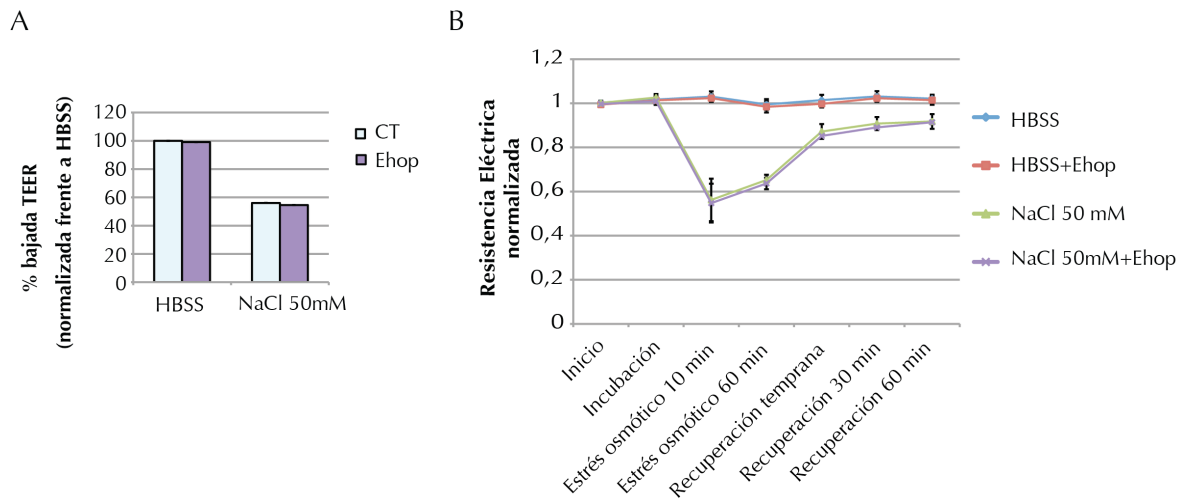 A
% bajada TEER
(normalizada frente a HBSS)
120
100
80
60
40
20
0
HBSS
NaCl 50mM
CT
Ehop
B
Resistencia Eléctrica
normalizada
1,2
1
0,8
0,6
0,4
0,2
0
Inicio
Incubación
Estrés osmótico 10 min
Estrés osmótico 60 min
Recuperación temprana
Recuperación 30 min
Recuperación 60 min
HBSS
HBSS+Ehop
NaCl 50 mM
NaCl 50mM+Ehop